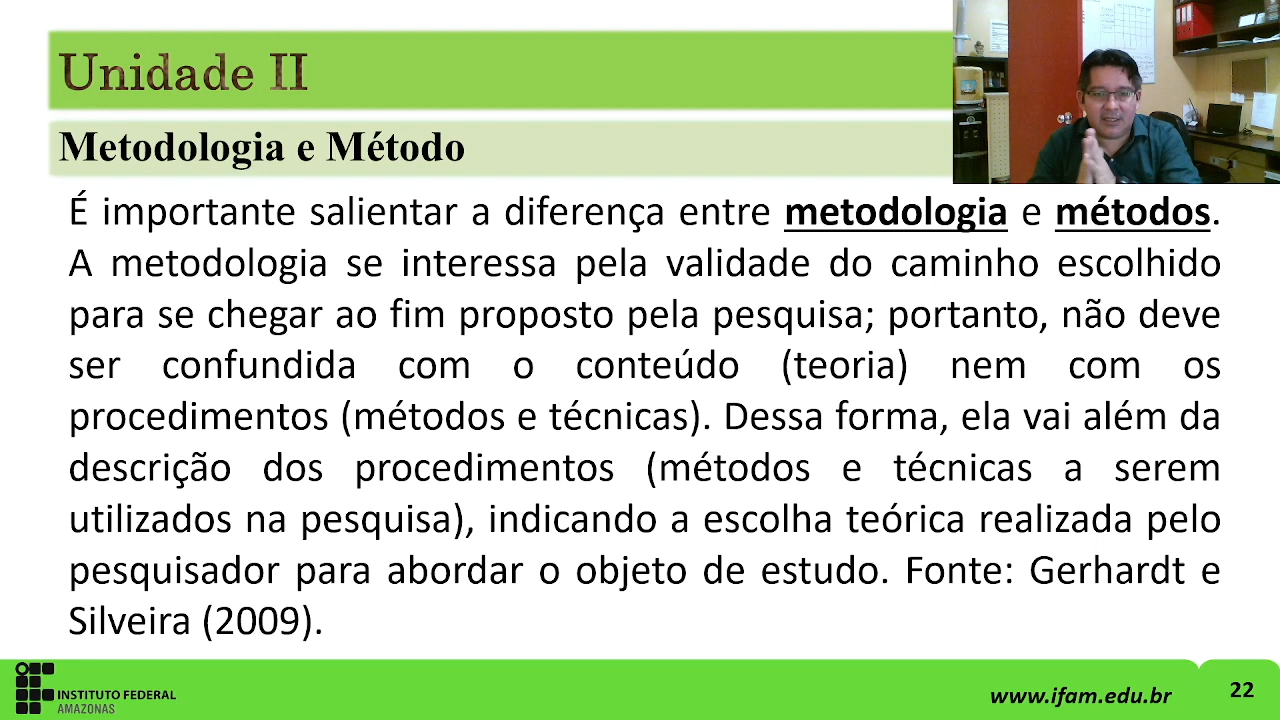 Unidade II
Metodologia e Método
É importante salientar a diferença entre metodologia e métodos.
A metodologia se interessa pela validade do caminho escolhido
para se chegar ao fim proposto pela pesquisa; portanto, não deve
ser confundida com o conteúdo (teoria) nem com os
procedimentos (métodos e técnicas). Dessa forma, ela vai além da
descrição dos procedimentos (métodos e técnicas a serem
utilizados na pesquisa), indicando a escolha teórica realizada pelo
pesquisador para abordar o objeto de estudo. Fonte: Gerhardt e
Silveira (2009).
INSTITUTO FEDERAL
AMAZONAS
www.ifam.edu.br
22